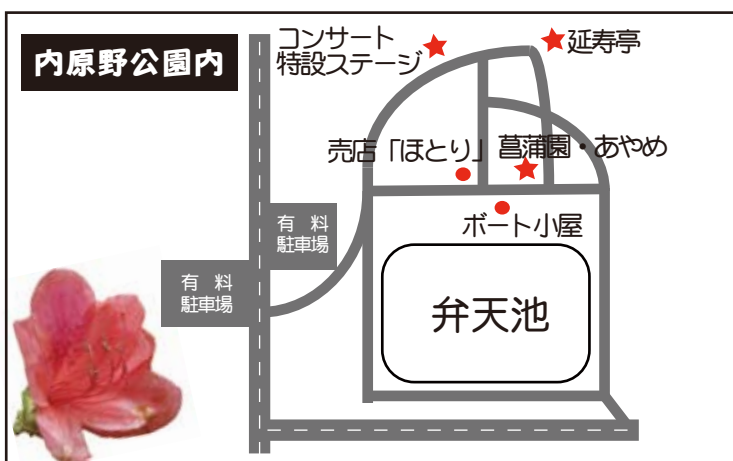 内原野公園内
コンサート
特設ステージ
延寿亭
売店「ほとり」
菖蒲園・あやめ
ボート小屋
有料
駐車場
有料
駐車場
弁天池